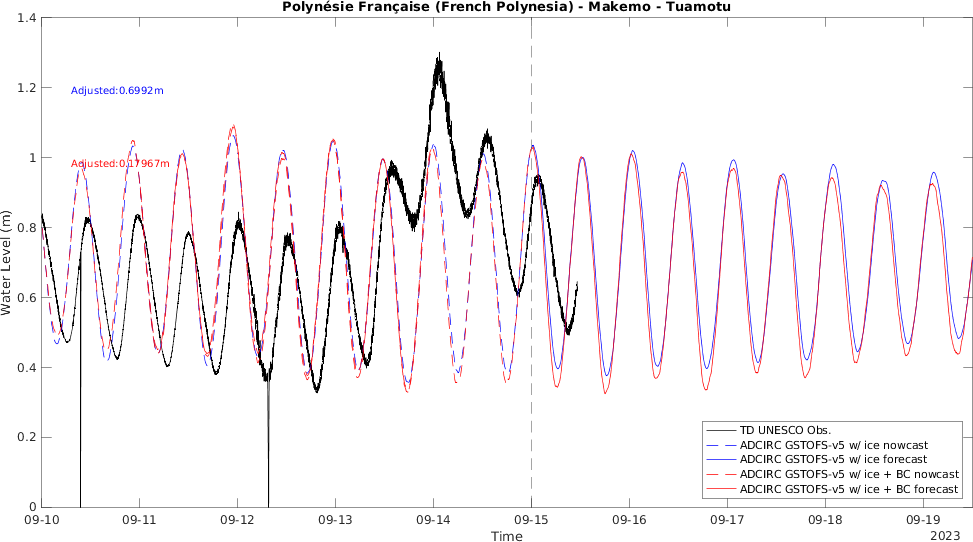 Polynésie Française (French Polynesia) - Makemo - Tuamotu
1.4
1.2
1
0.8
0.6
0.4
0.2
0
Water Level (m)
Adjusted:0.6992m
Adjusted:0.17967m
TD UNESCO Obs.
ADCIRC GSTOFS-v5 w/ ice nowcast
ADCIRC GSTOFS-v5 w/ ice forecast
ADCIRC GSTOFS-v5 w/ ice + BC nowcast
ADCIRC GSTOFS-v5 w/ ice + BC forecast
09-10 09-11 09-12 09-13 09-14 09-15 09-16 09-17 09-18 09-19
Time
2023